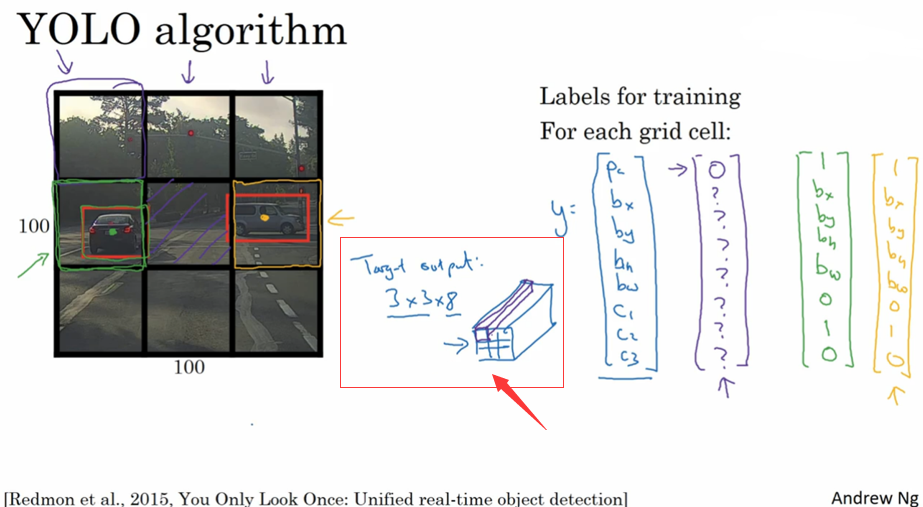 YOLO algorithm
100
100
Labels for training
For each grid cell:
y =
Pc
bx
by
bh
bw
C1
C2
C3
0
?
?
?
?
?
?
?
1
bx
by
bh
bw
0
1
0
1
bx
by
bh
bw
0
1
0
Target output:
3 × 3 × 8
[Redmon et al., 2015, You Only Look Once: Unified real-time object detection]
Andrew Ng